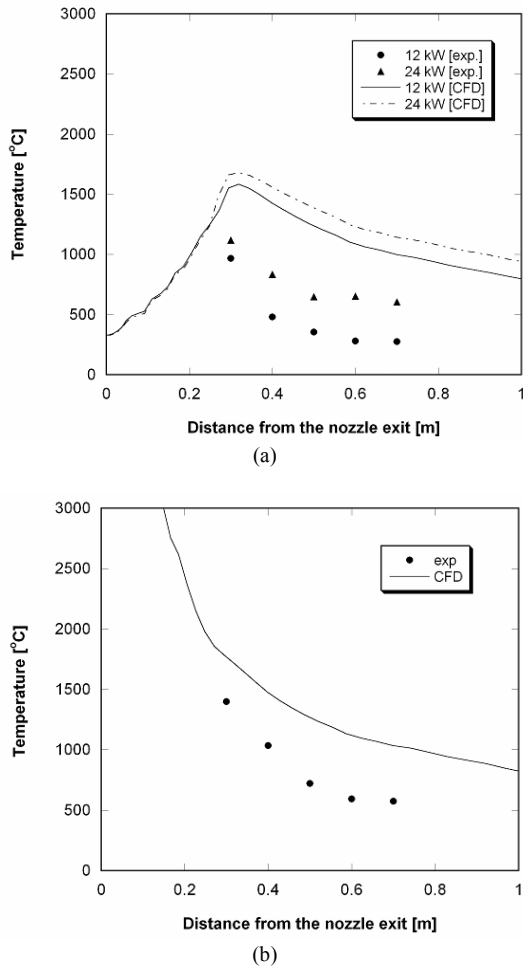 3000
2500
2000
1500
1000
500
0
Temperature [°C]
12 kW [exp.]
24 kW [exp.]
12 kW [CFD]
24 kW [CFD]
0 0.2 0.4 0.6 0.8 1
Distance from the nozzle exit [m]
(a)
3000
2500
2000
1500
1000
500
0
Temperature [°C]
exp
CFD
0 0.2 0.4 0.6 0.8 1
Distance from the nozzle exit [m]
(b)